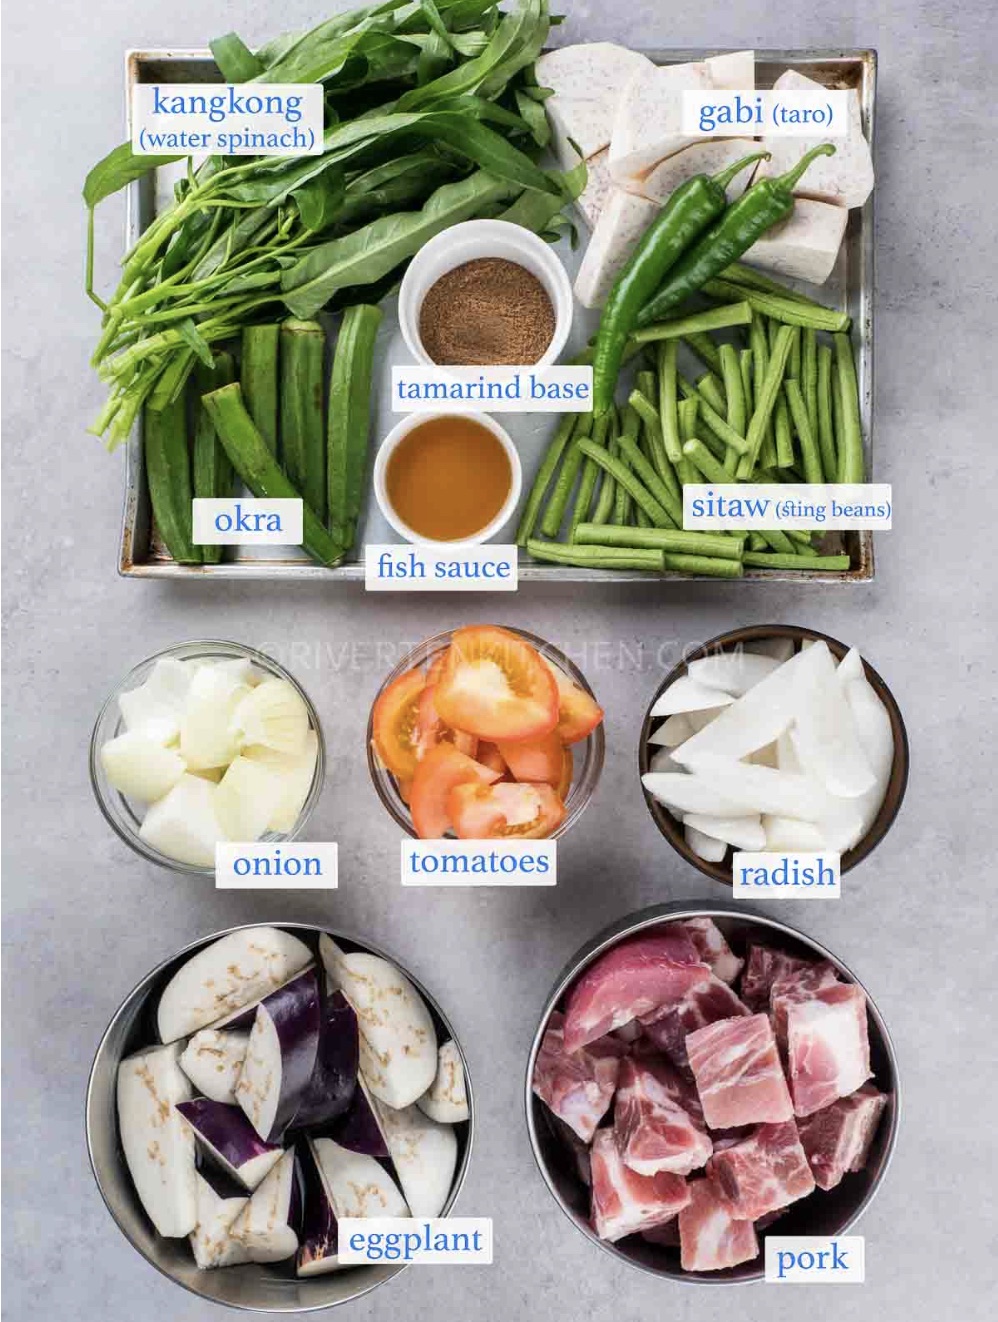 kangkong
(water spinach)
gabi (taro)
tamarind base
okra
sitaw (sting beans)
fish sauce
©RIVERTENKITCHEN.COM
onion
tomatoes
radish
eggplant
pork